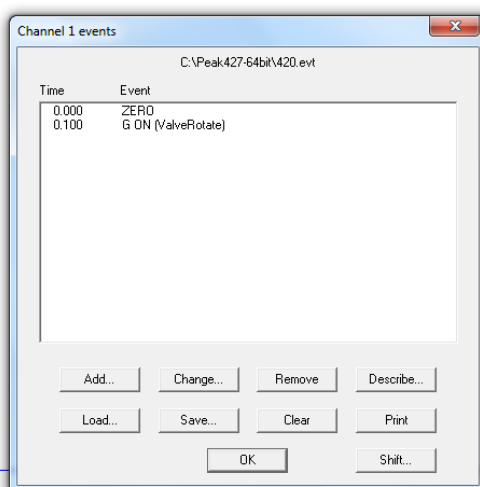 Channel 1 events
C:\Peak427-64bit\420.evt
Time Event
0.000 ZERO
0.100 G ON (ValveRotate)
Add... Change... Remove Describe...
Load... Save... Clear Print
OK Shift...